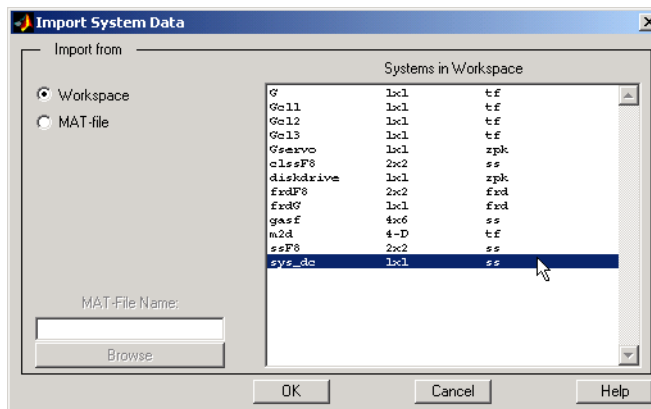 Import System Data
Import from
Systems in Workspace
Workspace
MAT-file
G 1x1 tf
Gcl1 1x1 tf
Gcl2 1x1 tf
Gcl3 1x1 tf
Gservo 1x1 zpk
clssF8 2x2 ss
diskdrive 1x1 zpk
frdF8 2x2 frd
frdG 1x1 frd
gasf 4x6 ss
m2d 4-D tf
ssF8 2x2 ss
sys_dc 1x1 ss
MAT-File Name:
Browse
OK Cancel Help